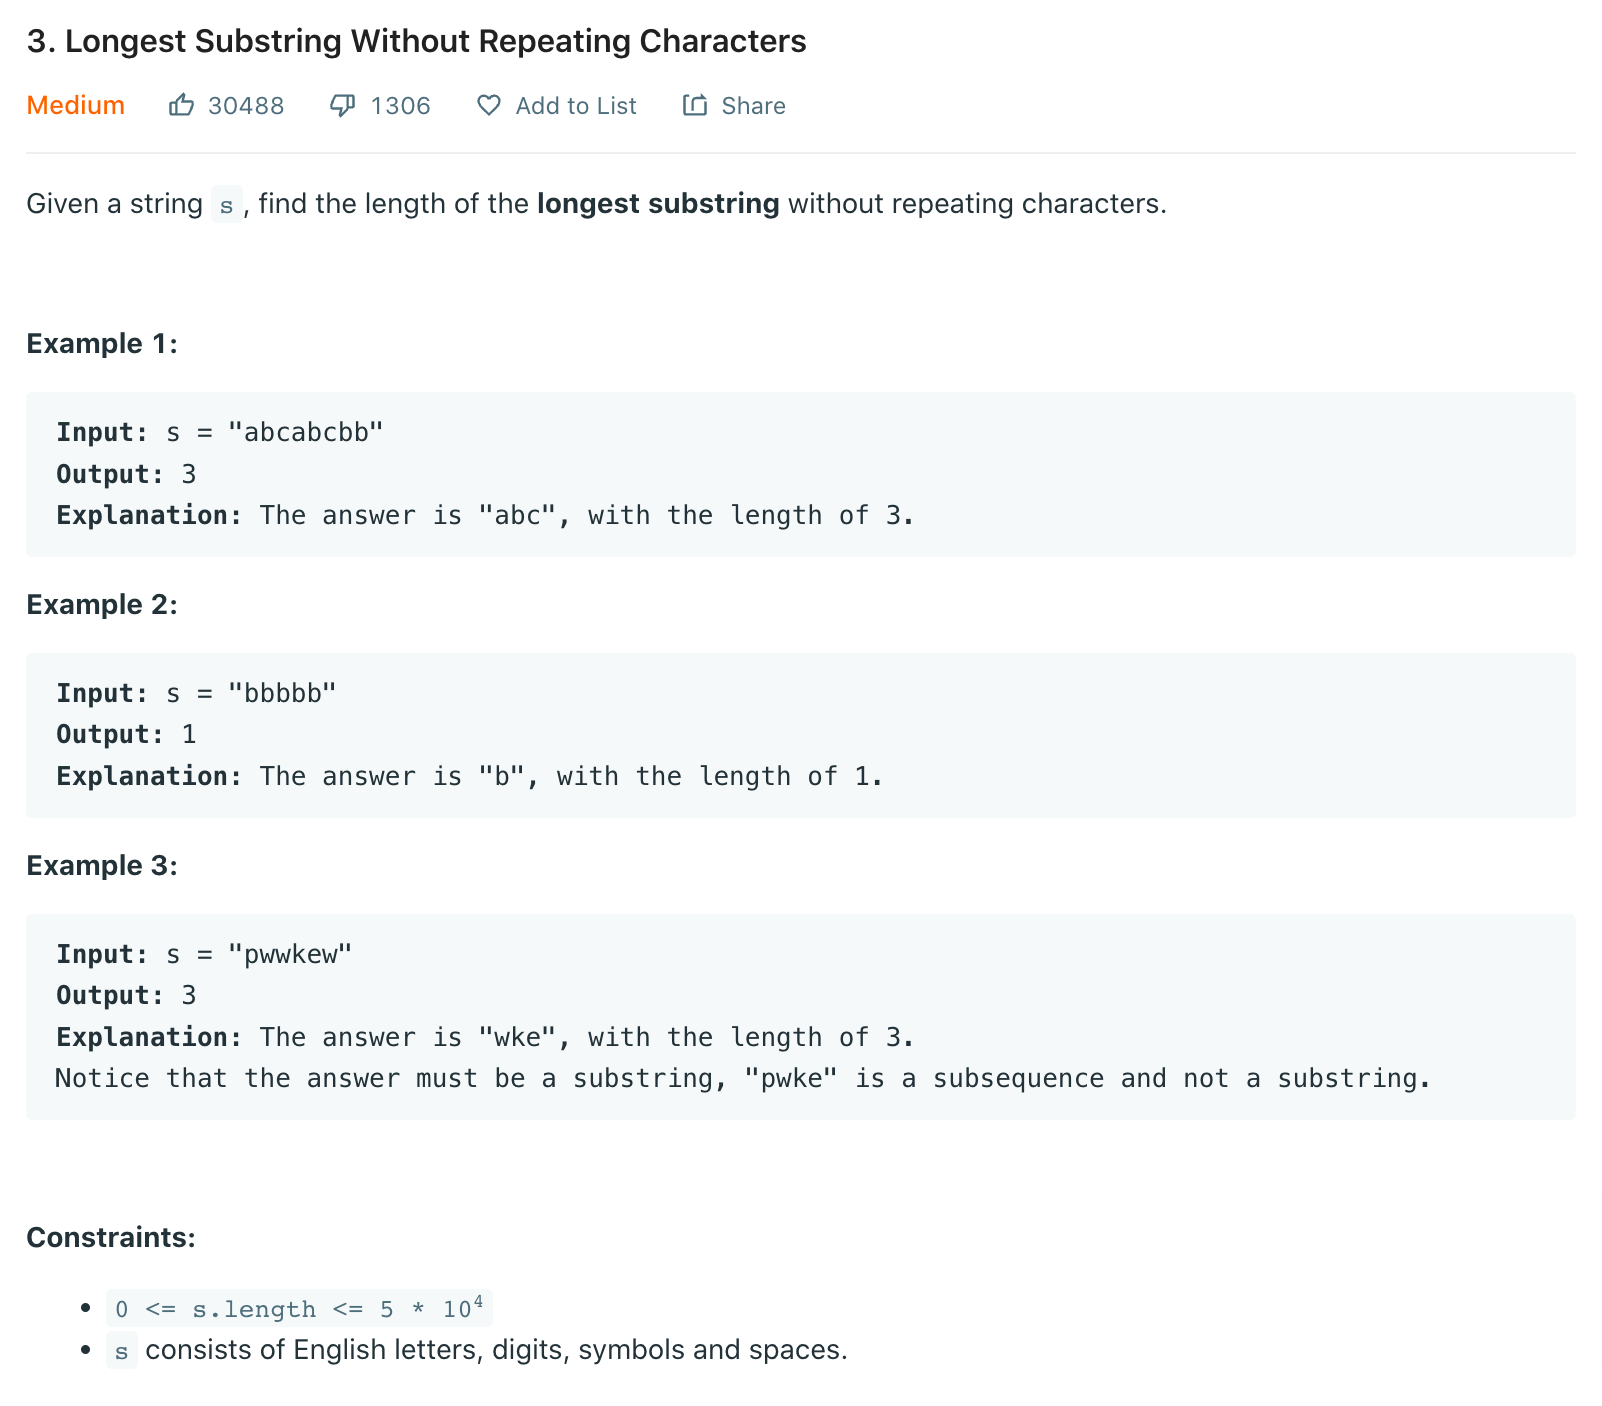 3. Longest Substring Without Repeating Characters
Medium 30488 1306 Add to List Share
Given a string s, find the length of the longest substring without repeating characters.
Example 1:
Input: s = "abcabcbb"
Output: 3
Explanation: The answer is "abc", with the length of 3.
Example 2:
Input: s = "bbbbb"
Output: 1
Explanation: The answer is "b", with the length of 1.
Example 3:
Input: s = "pwwkew"
Output: 3
Explanation: The answer is "wke", with the length of 3.
Notice that the answer must be a substring, "pwke" is a subsequence and not a substring.
Constraints:
• 0 <= s.length <= 5 * 10⁴
• s consists of English letters, digits, symbols and spaces.